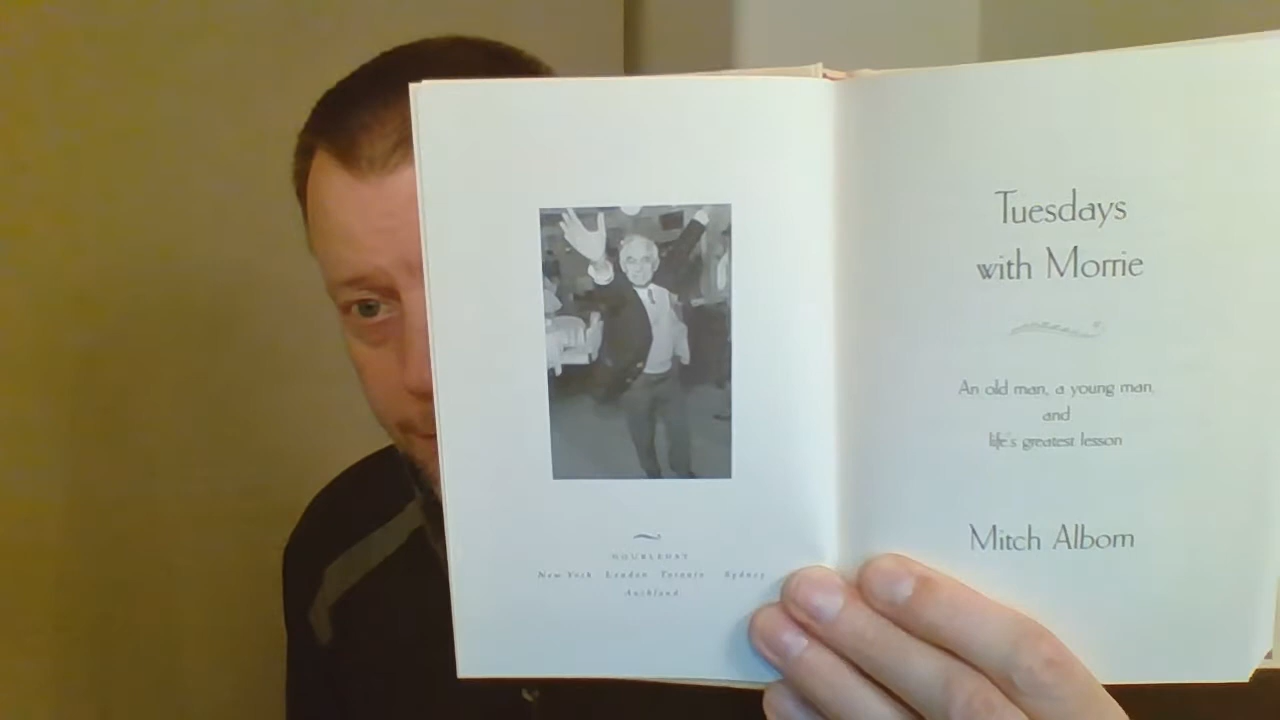 DOUBLEDAY
New York London Toronto Sydney
Auckland
Tuesdays
with Morrie
An old man, a young man,
and
life's greatest lesson
Mitch Albom